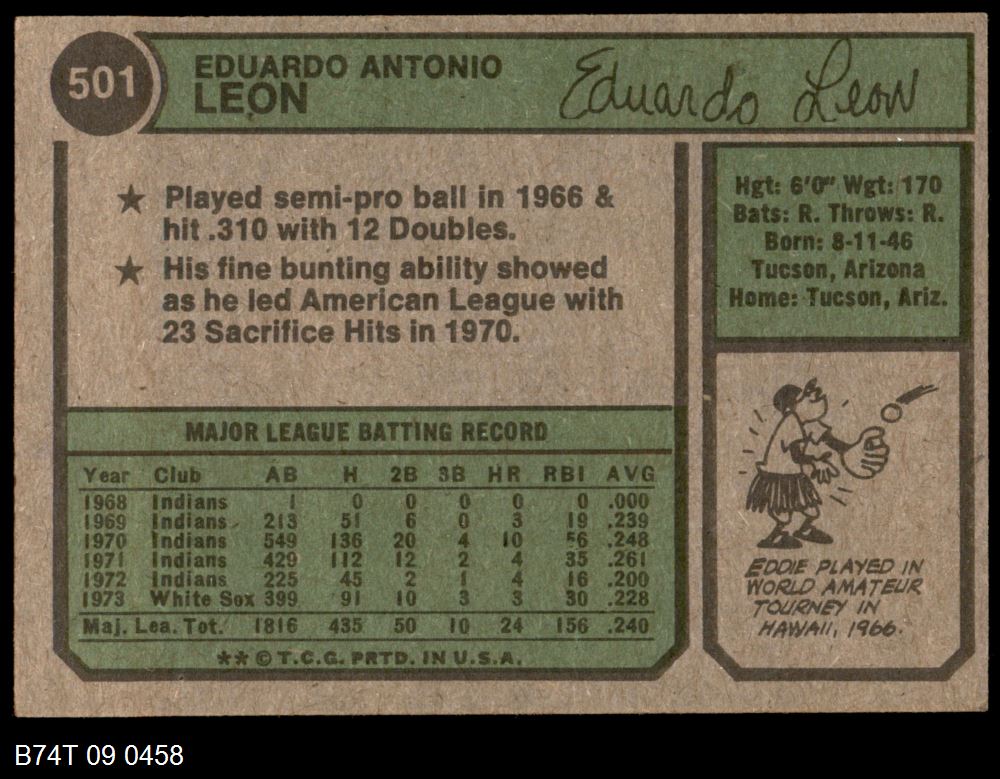 501
EDUARDO ANTONIO
LEON
Eduardo Leon
★ Played semi-pro ball in 1966 &
hit .310 with 12 Doubles.
★ His fine bunting ability showed
as he led American League with
23 Sacrifice Hits in 1970.
Hgt: 6'0" Wgt: 170
Bats: R. Throws: R.
Born: 8-11-46
Tucson, Arizona
Home: Tucson, Ariz.
MAJOR LEAGUE BATTING RECORD
Year Club AB H 2B 3B HR RBI AVG
1968 Indians 1 0 0 0 0 0 .000
1969 Indians 213 51 6 0 3 19 .239
1970 Indians 549 136 20 4 10 56 .248
1971 Indians 429 112 12 2 4 35 .261
1972 Indians 225 45 2 1 4 16 .200
1973 White Sox 399 91 10 3 3 30 .228
Maj. Lea. Tot. 1816 435 50 10 24 156 .240
**© T.C.G. PRTD. IN U.S.A.
EDDIE PLAYED IN
WORLD AMATEUR
TOURNEY IN
HAWAII, 1966.
B74T 09 0458